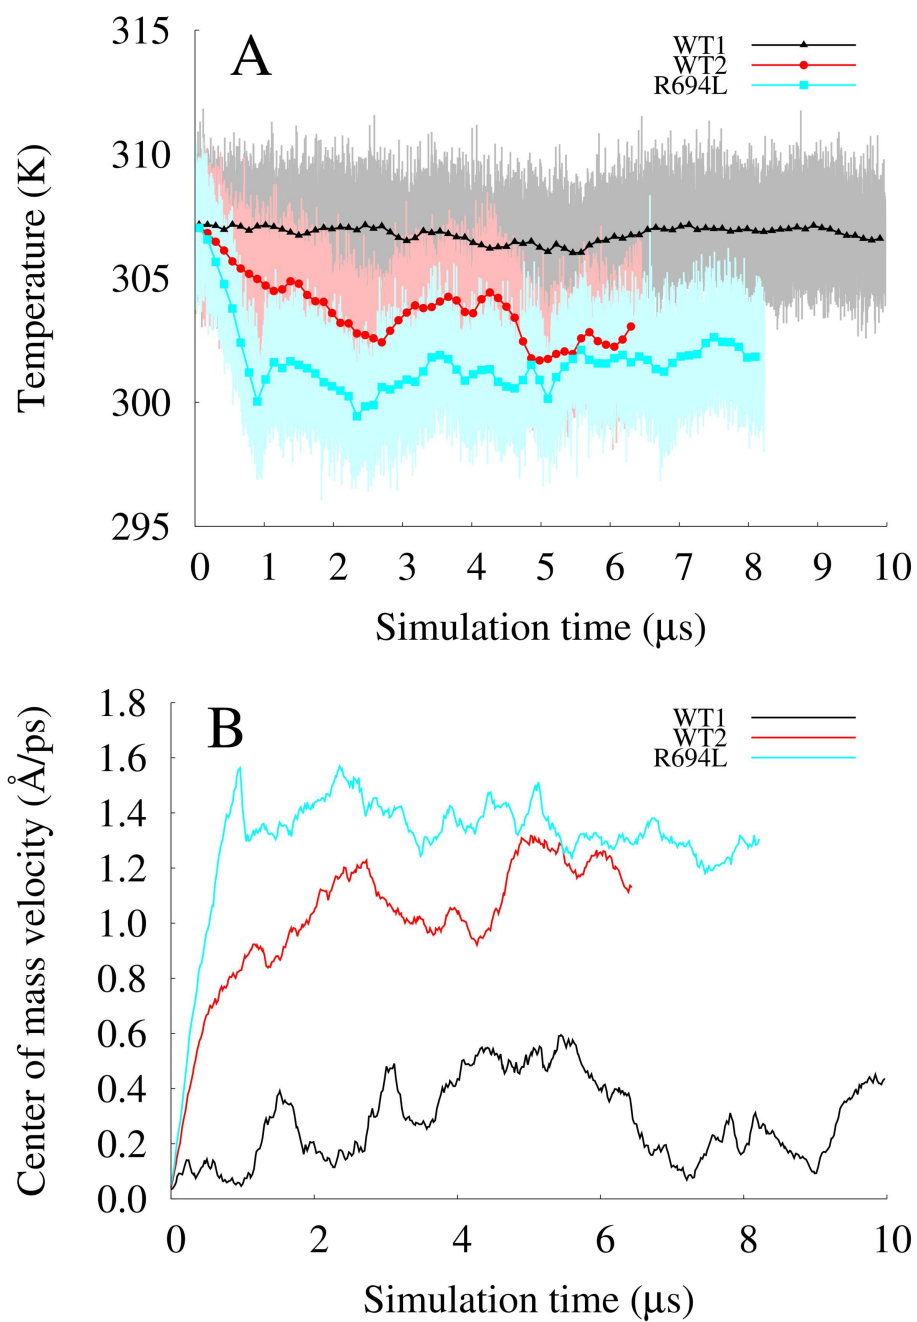 315
A
WT1
WT2
R694L
310
Temperature (K)
305
300
295
0 1 2 3 4 5 6 7 8 9 10
Simulation time (μs)
1.8
B
WT1
WT2
R694L
1.6
1.4
Center of mass velocity (Å/ps)
1.2
1.0
0.8
0.6
0.4
0.2
0.0
0 2 4 6 8 10
Simulation time (μs)